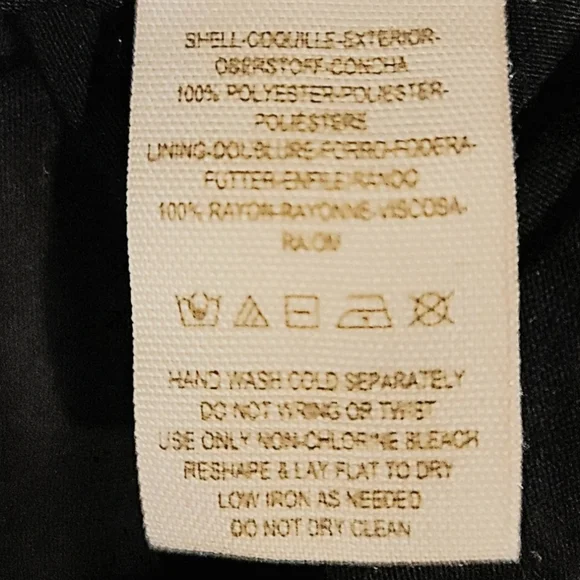 SHELL-COQUILLE-EXTERIOR-
OBERSTOFF-CONCHA
100% POLYESTER-POLIESTER-
POLIESTERE
LINING-DOUBLURE-FORRO-FODERA-
FUTTER-ENFILEIRANDO
100% RAYON-RAYONNE-VISCOSA-
RAION
HAND WASH COLD SEPARATELY
DO NOT WRING OR TWIST
USE ONLY NON-CHLORINE BLEACH
RESHAPE & LAY FLAT TO DRY
LOW IRON AS NEEDED
DO NOT DRY CLEAN